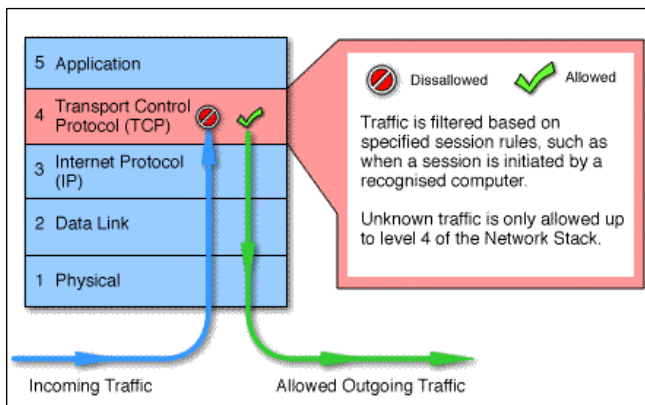 5 Application
4 Transport Control
Protocol (TCP)
3 Internet Protocol
(IP)
2 Data Link
1 Physical
Incoming Traffic
Allowed Outgoing Traffic
Dissallowed
Allowed
Traffic is filtered based on
specified session rules, such as
when a session is initiated by a
recognised computer.
Unknown traffic is only allowed up
to level 4 of the Network Stack.